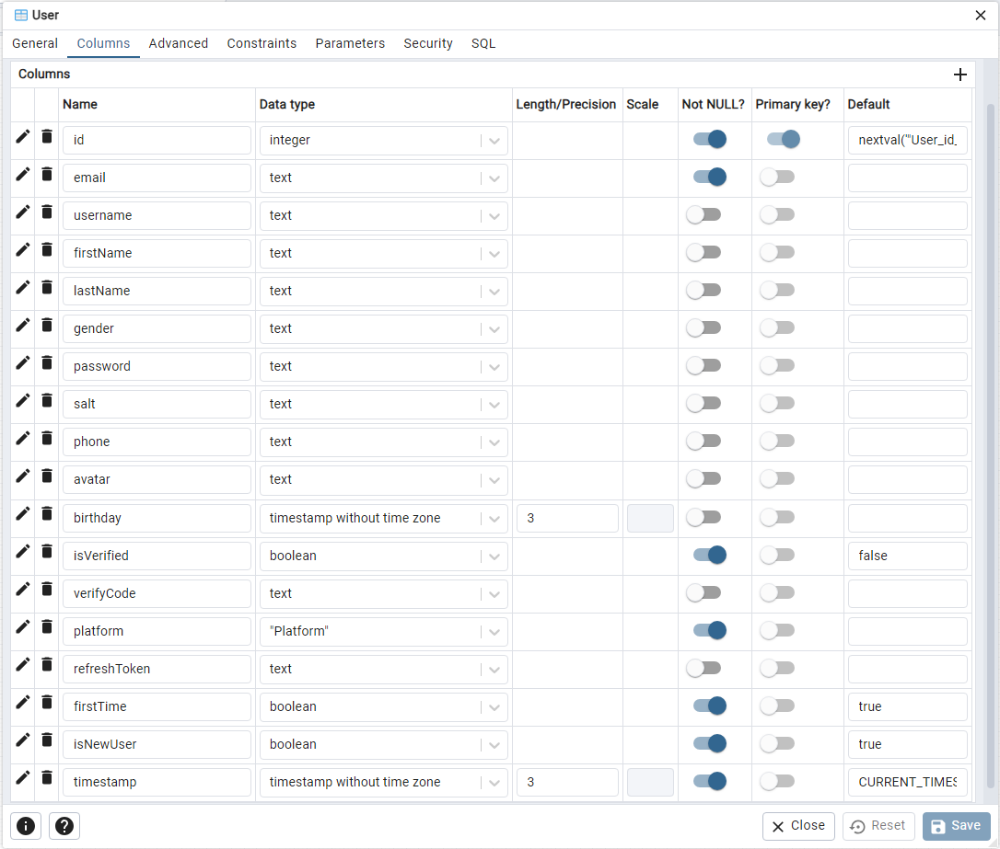 User
General Columns Advanced Constraints Parameters Security SQL
Columns
Name Data type Length/Precision Scale Not NULL? Primary key? Default
id integer nextval('"User_id_
email text
username text
firstName text
lastName text
gender text
password text
salt text
phone text
avatar text
birthday timestamp without time zone 3
isVerified boolean false
verifyCode text
platform "Platform"
refreshToken text
firstTime boolean true
isNewUser boolean true
timestamp timestamp without time zone 3 CURRENT_TIMES
Close Reset Save